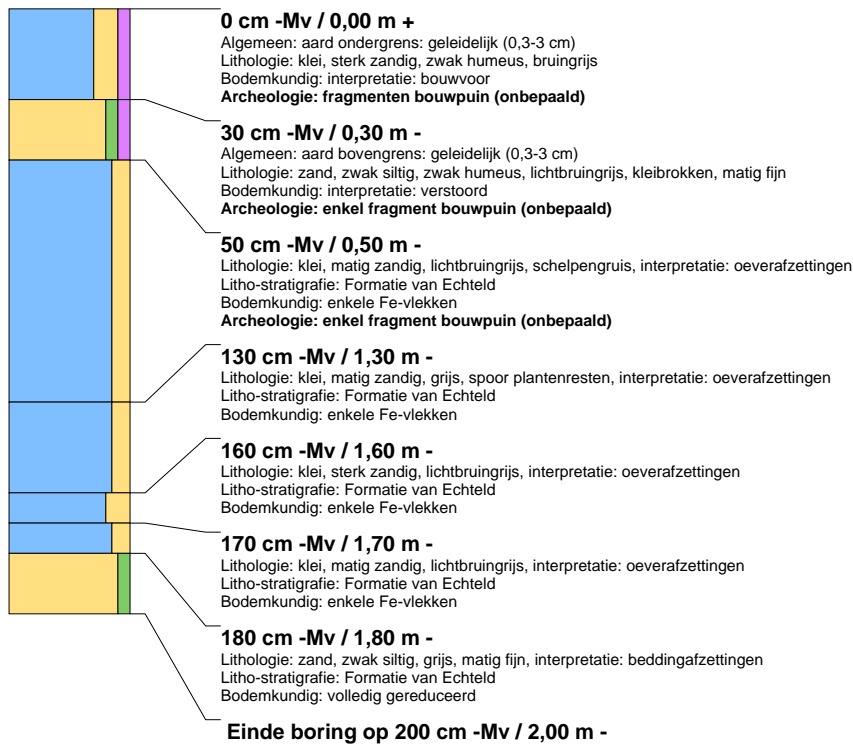 0 cm -Mv / 0,00 m +
Algemeen: aard ondergrens: geleidelijk (0,3-3 cm)
Lithologie: klei, sterk zandig, zwak humeus, bruingrijs
Bodemkundig: interpretatie: bouwvoor
Archeologie: fragmenten bouwpuin (onbepaald)
30 cm -Mv / 0,30 m -
Algemeen: aard bovengrens: geleidelijk (0,3-3 cm)
Lithologie: zand, zwak siltig, zwak humeus, lichtbruingrijs, kleibrokken, matig fijn
Bodemkundig: interpretatie: verstoord
Archeologie: enkel fragment bouwpuin (onbepaald)
50 cm -Mv / 0,50 m -
Lithologie: klei, matig zandig, lichtbruingrijs, schelpengruis, interpretatie: oeverafzettingen
Litho-stratigrafie: Formatie van Echteld
Bodemkundig: enkele Fe-vlekken
Archeologie: enkel fragment bouwpuin (onbepaald)
130 cm -Mv / 1,30 m -
Lithologie: klei, matig zandig, grijs, spoor plantenresten, interpretatie: oeverafzettingen
Litho-stratigrafie: Formatie van Echteld
Bodemkundig: enkele Fe-vlekken
160 cm -Mv / 1,60 m -
Lithologie: klei, sterk zandig, lichtbruingrijs, interpretatie: oeverafzettingen
Litho-stratigrafie: Formatie van Echteld
Bodemkundig: enkele Fe-vlekken
170 cm -Mv / 1,70 m -
Lithologie: klei, matig zandig, lichtbruingrijs, interpretatie: oeverafzettingen
Litho-stratigrafie: Formatie van Echteld
Bodemkundig: enkele Fe-vlekken
180 cm -Mv / 1,80 m -
Lithologie: zand, zwak siltig, grijs, matig fijn, interpretatie: beddingafzettingen
Litho-stratigrafie: Formatie van Echteld
Bodemkundig: volledig gereduceerd
Einde boring op 200 cm -Mv / 2,00 m -